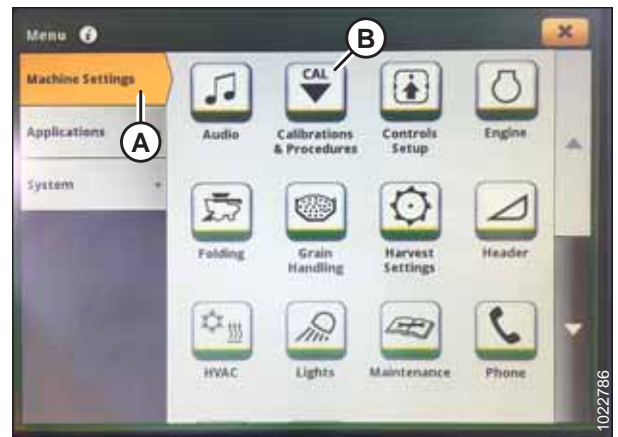 Menu
B
Machine Settings
CAL
A
Applications
Audio
Calibrations
& Procedures
Controls
Setup
Engine
System
Folding
Grain
Handling
Harvest
Settings
Header
HVAC
Lights
Maintenance
Phone
1022786